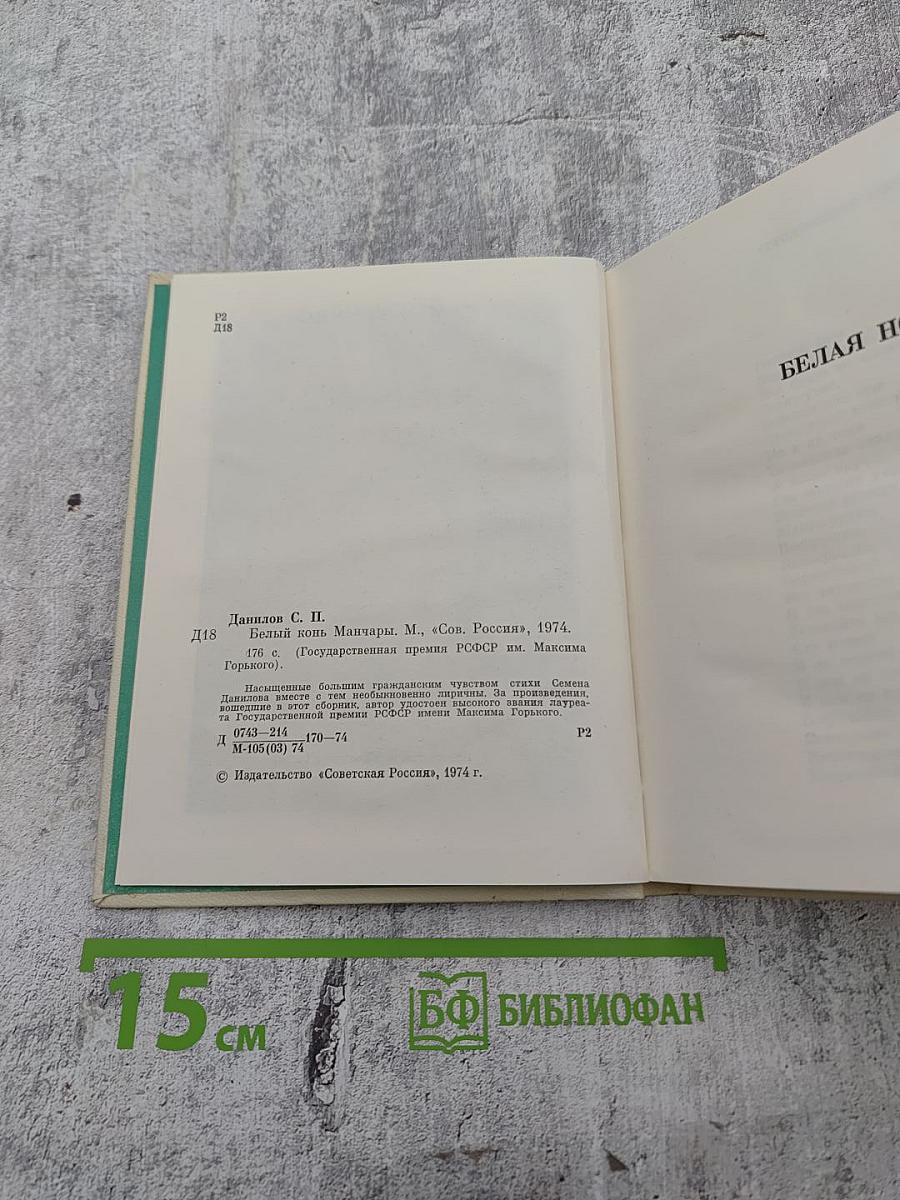 Р2
Д18
Данилов С. П.
Д18 Белый конь Манчары. М., «Сов. Россия», 1974.
176 с. (Государственная премия РСФСР им. Максима
Горького).
Насыщенные большим гражданским чувством стихи Семена
Данилова вместе с тем необыкновенно лиричны. За произведения,
вошедшие в этот сборник, автор удостоен высокого звания лауреа-
та Государственной премии РСФСР имени Максима Горького.
Д 0743—214
М-105(03) 74 170—74 Р2
© Издательство «Советская Россия», 1974 г.
БЕЛАЯ
15 см
БФ БИБЛИОФАН